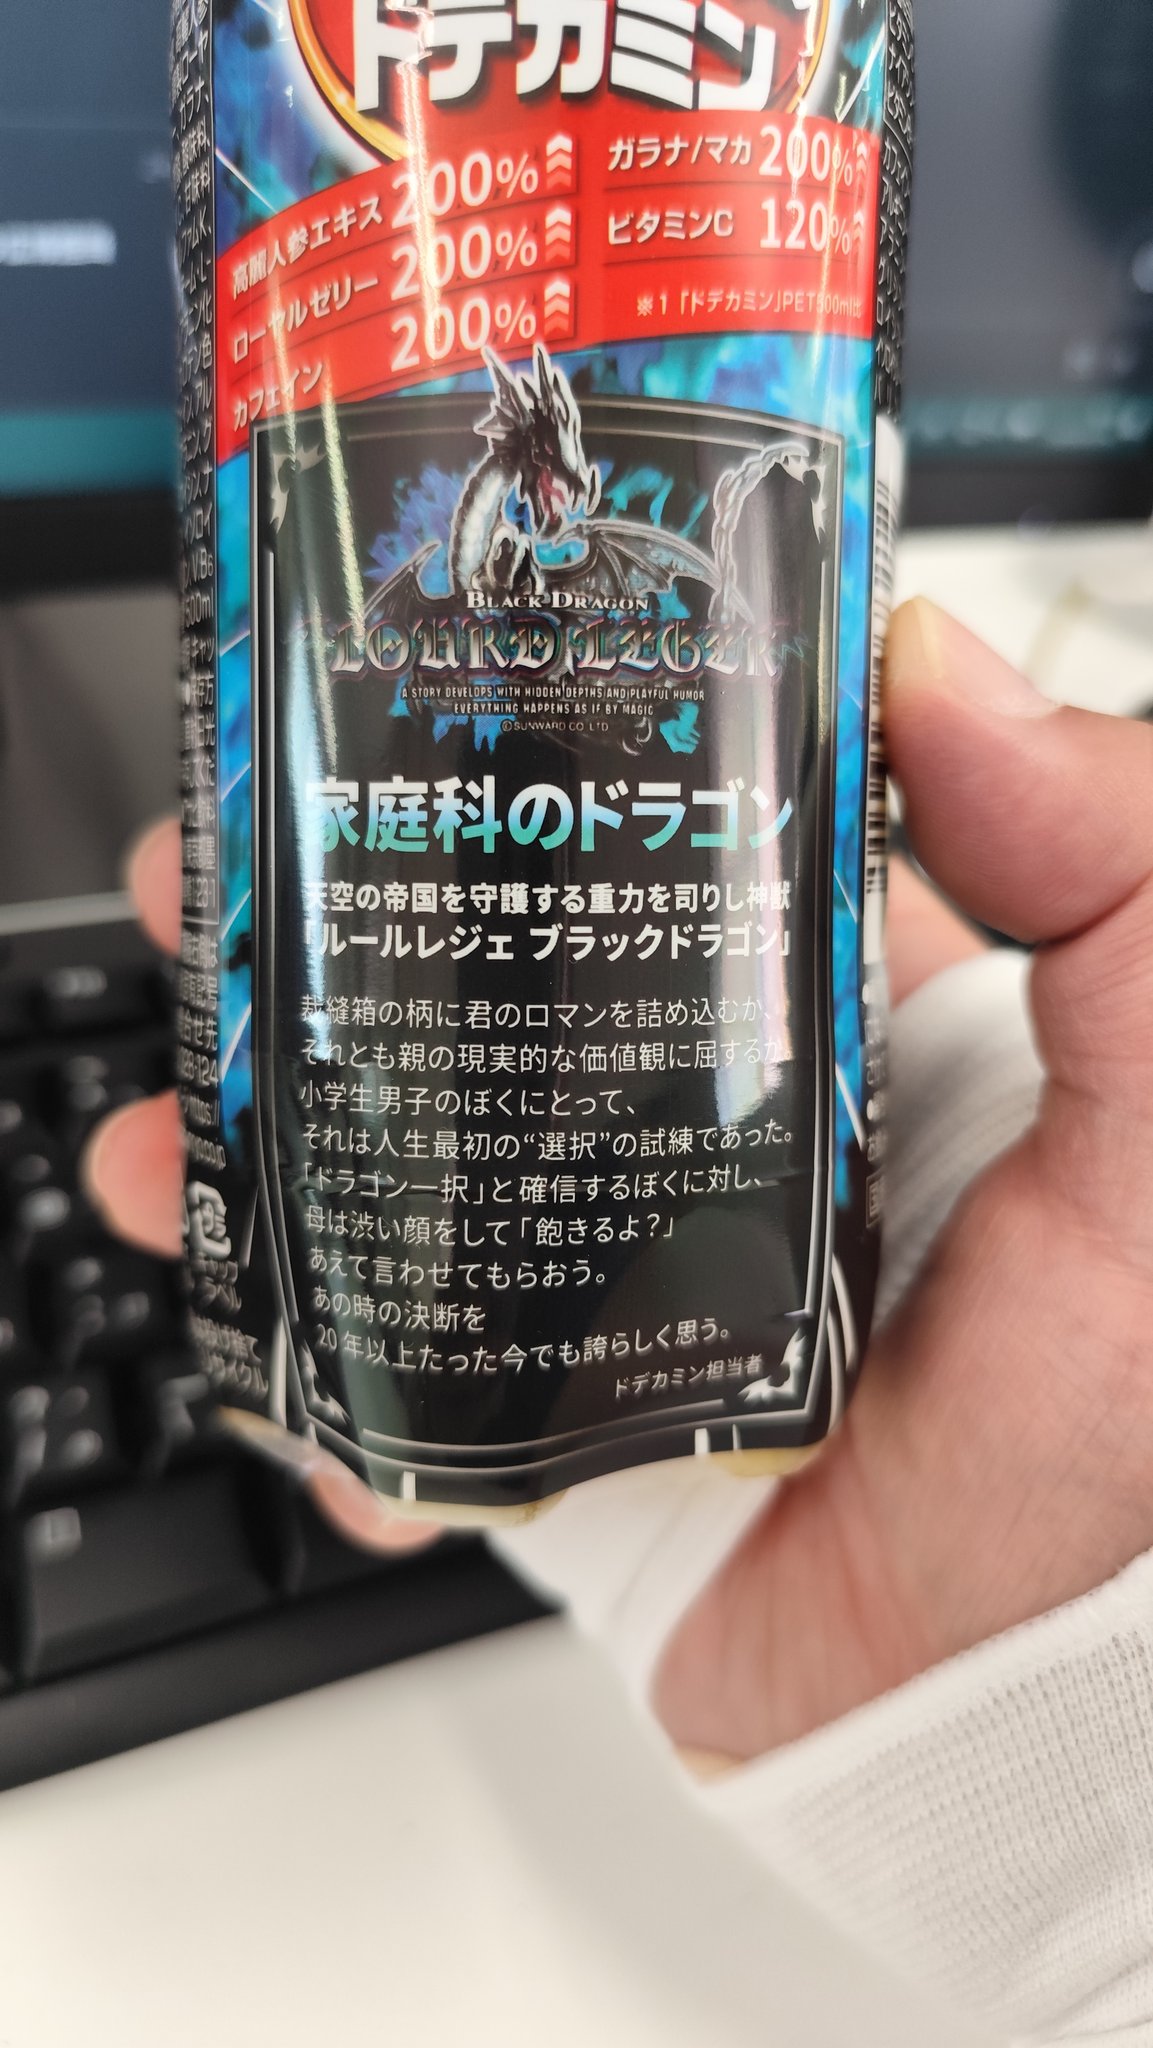 ドデカミン
高麗人参エキス 200%
ローヤルゼリー 200%
カフェイン 200%
ガラナ/マカ 200%
ビタミンC 120%
※1「ドデカミン」PET500ml比
BLACK DRAGON
LOURD LEGER
A STORY DEVELOPS WITH HIDDEN DEPTHS AND PLAYFUL HUMOR
EVERYTHING HAPPENS AS IF BY MAGIC
©SUNWARD CO LTD
家庭科のドラゴン
天空の帝国を守護する重力を司りし神獣
「ルールレジェ ブラックドラゴン」
裁縫箱の柄に君のロマンを詰め込むか、
それとも親の現実的な価値観に屈するか
小学生男子のぼくにとって、
それは人生最初の“選択”の試練であった。
「ドラゴン一択」と確信するぼくに対し、
母は渋い顔をして「飽きるよ?」
あえて言わせてもらおう。
あの時の決断を
20年以上たった今でも誇らしく思う。
ドデカミン担当者